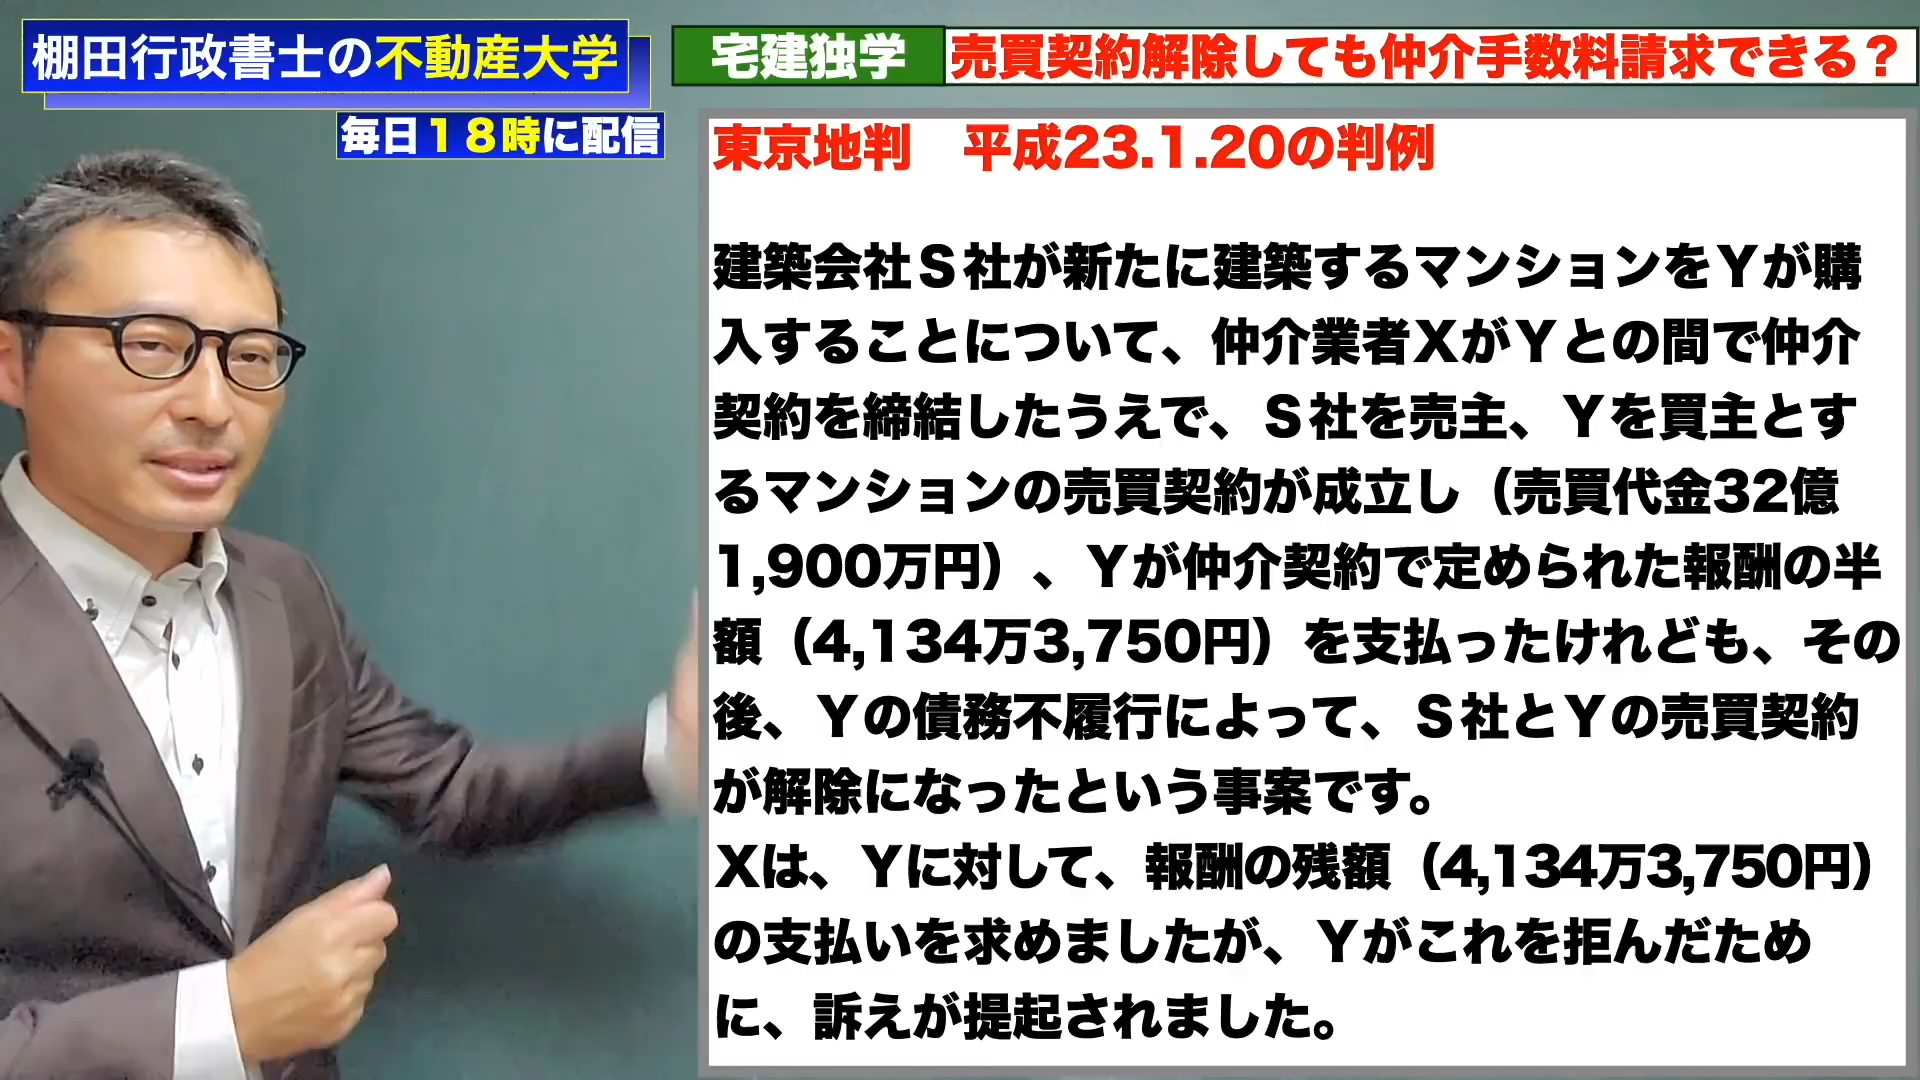 棚田行政書士の不動産大学
毎日１８時に配信
宅建独学
売買契約解除しても仲介手数料請求できる？
東京地判　平成23.1.20の判例
建築会社Ｓ社が新たに建築するマンションをＹが購
入することについて、仲介業者ＸがＹとの間で仲介
契約を締結したうえで、Ｓ社を売主、Ｙを買主とす
るマンションの売買契約が成立し（売買代金32億
1,900万円）、Ｙが仲介契約で定められた報酬の半
額（4,134万3,750円）を支払ったけれども、その
後、Ｙの債務不履行によって、Ｓ社とＹの売買契約
が解除になったという事案です。
Ｘは、Ｙに対して、報酬の残額（4,134万3,750円）
の支払いを求めましたが、Ｙがこれを拒んだため
に、訴えが提起されました。